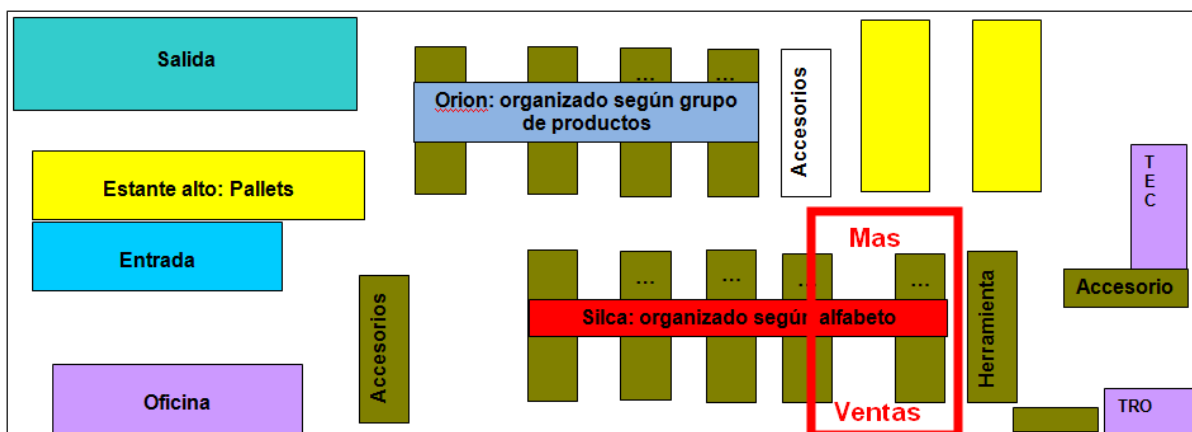 Salida
...
...
Orion: organizado según grupo
de productos
Accesorios
Estante alto: Pallets
T
E
C
Entrada
Mas
...
...
...
...
Accesorio
Silca: organizado según alfabeto
Accesorios
Herramienta
Oficina
Ventas
TRO